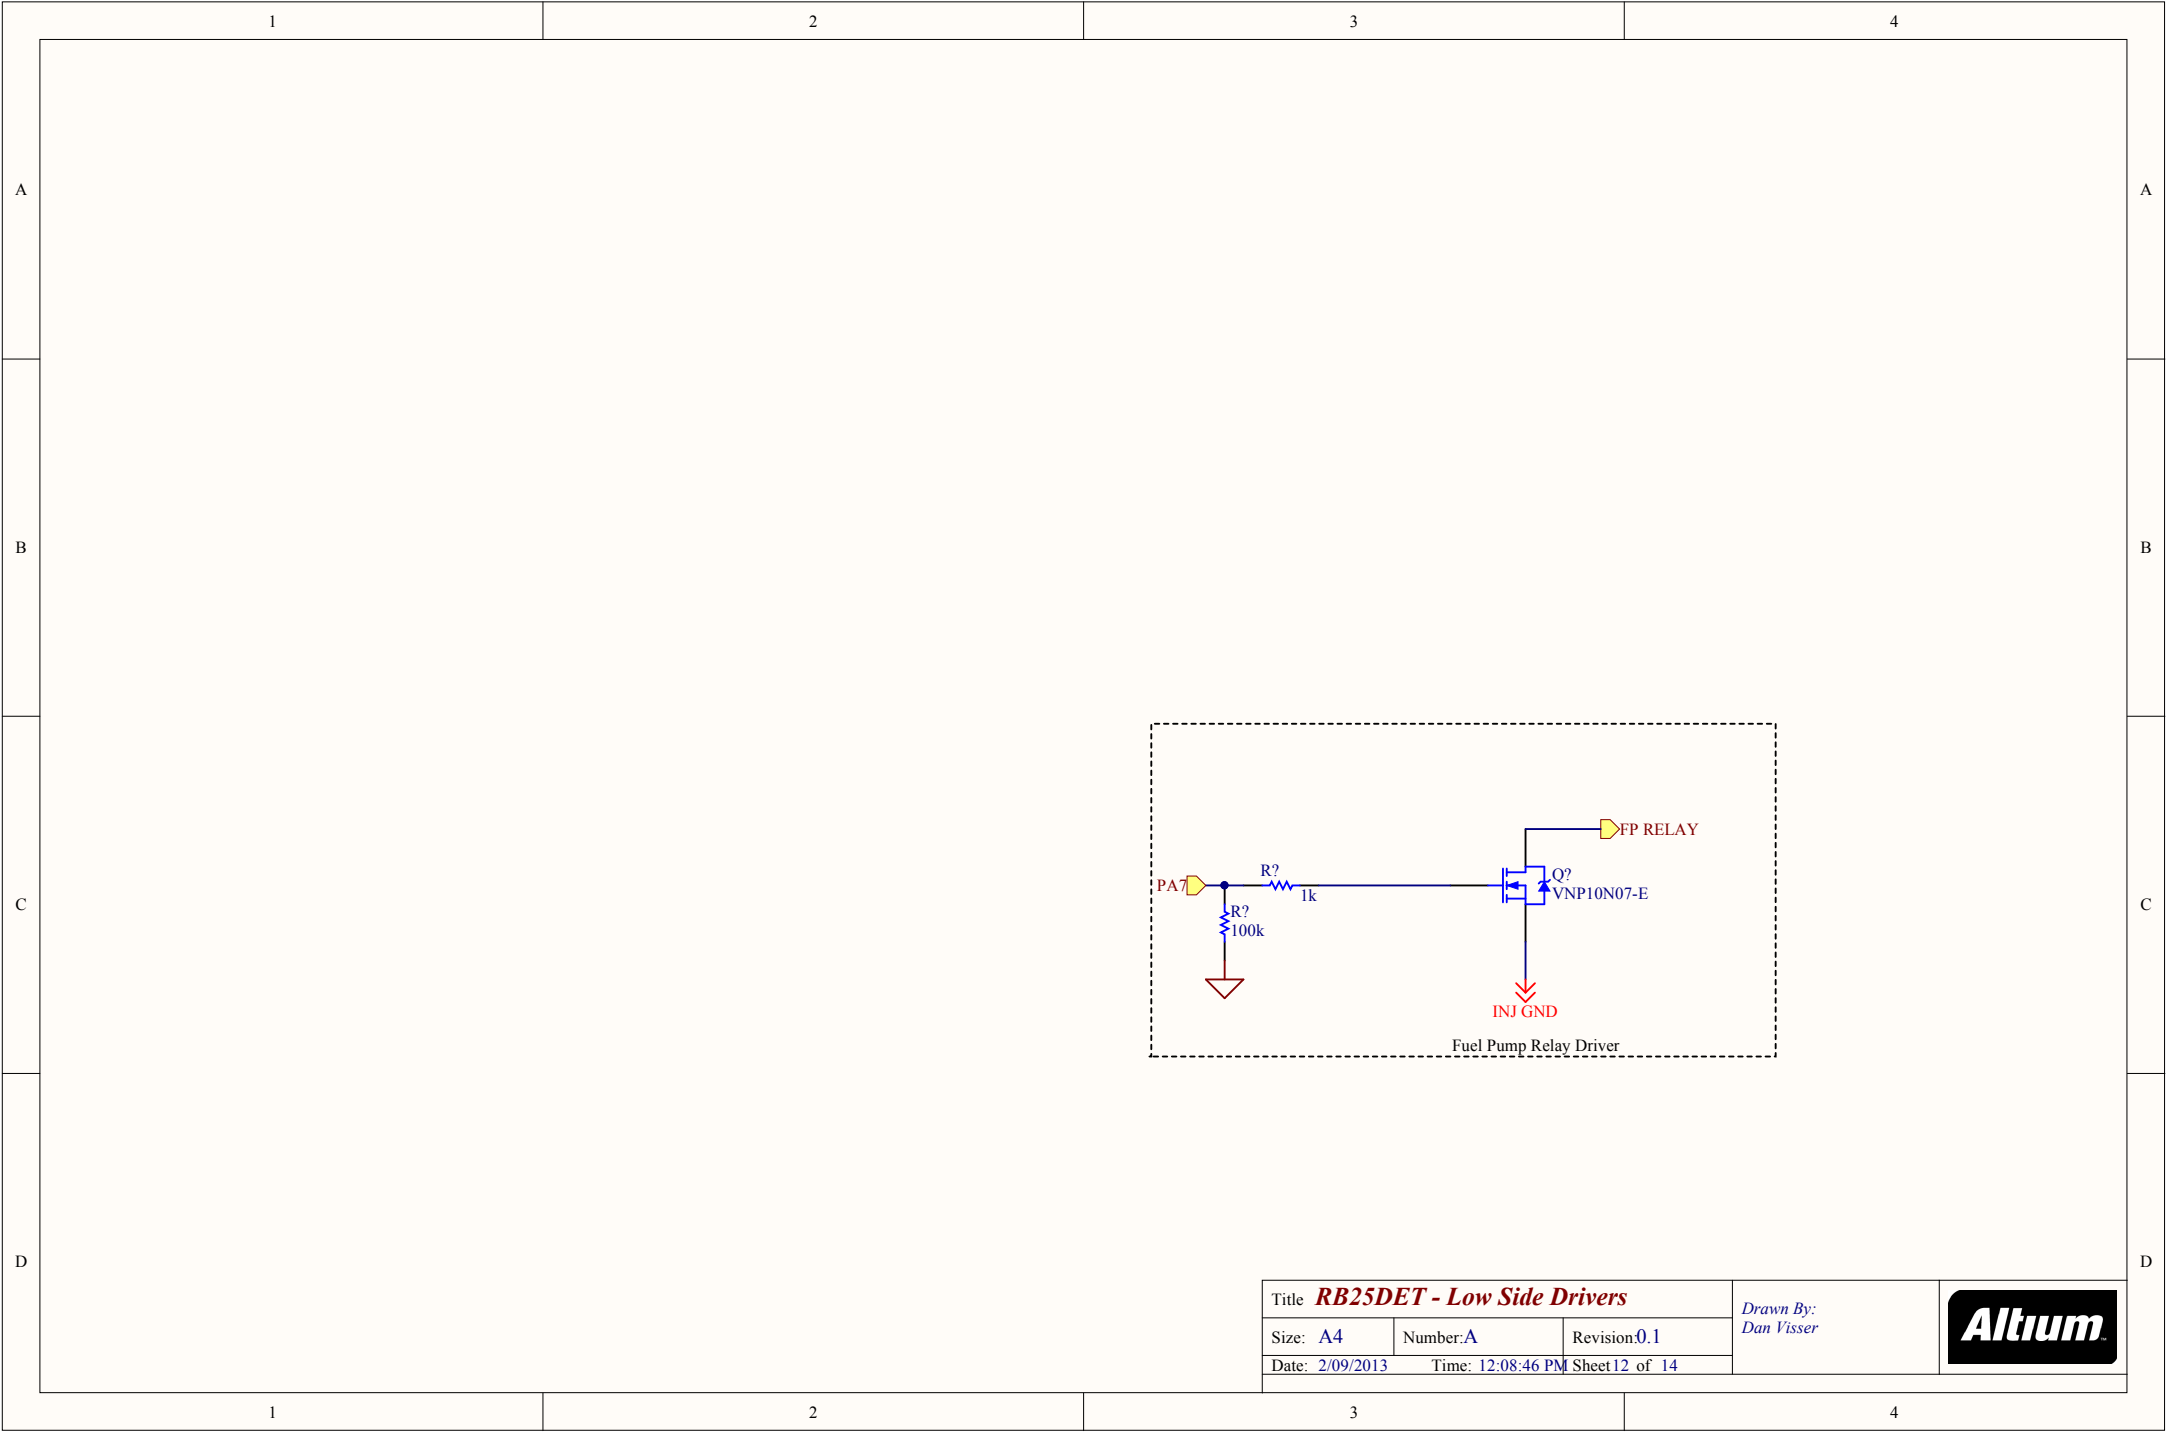 1 2 3 4
A A
B B
FP RELAY
PA7
R?
1k
Q?
VNP10N07-E
C C
R?
100k
INJ GND
Fuel Pump Relay Driver
D D
Title RB25DET - Low Side Drivers
Size: A4 Number:A Revision:0.1
Date: 2/09/2013 Time: 12:08:46 PM Sheet 12 of 14
Drawn By:
Dan Visser
Altium
1 2 3 4